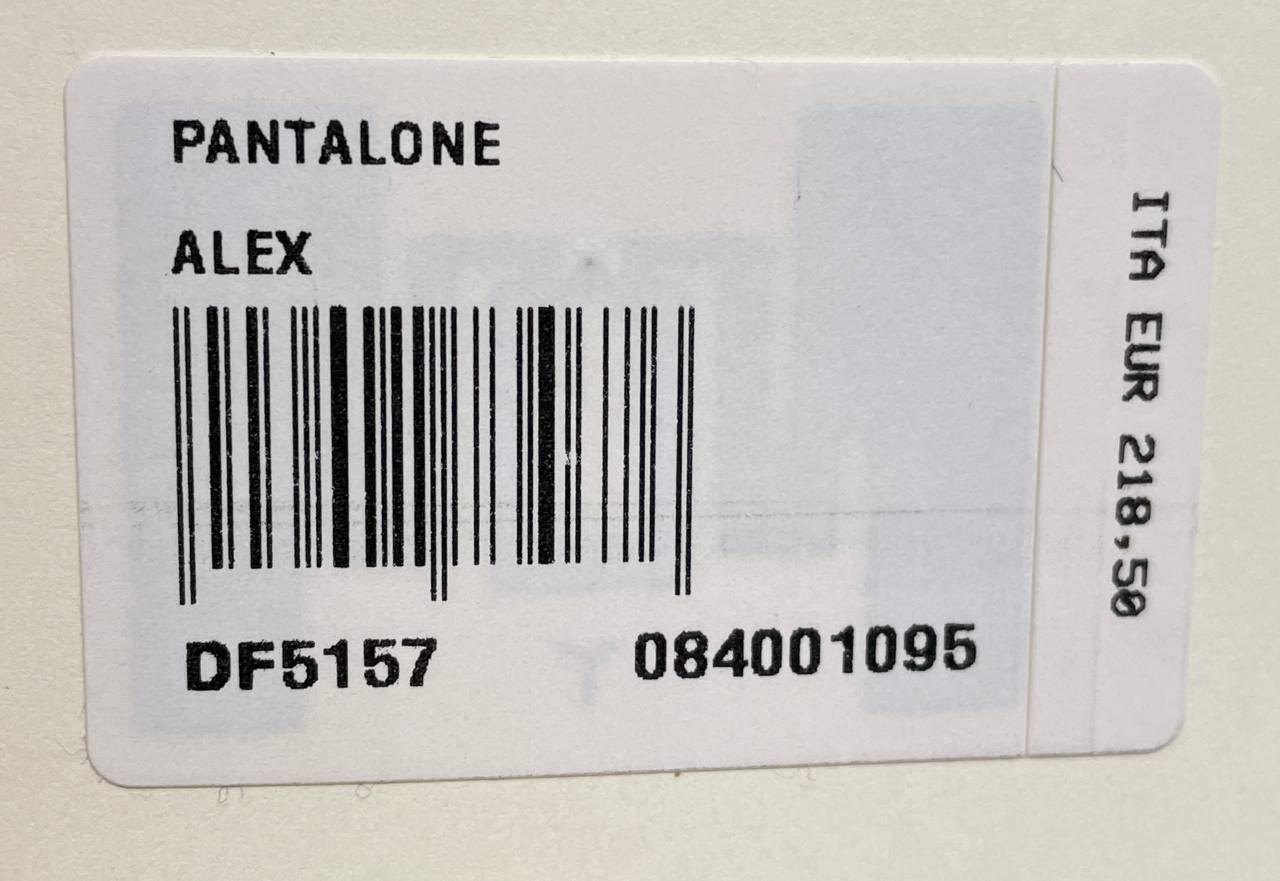 PANTALONE
ALEX
DF5157 084001095
ITA EUR 218,50